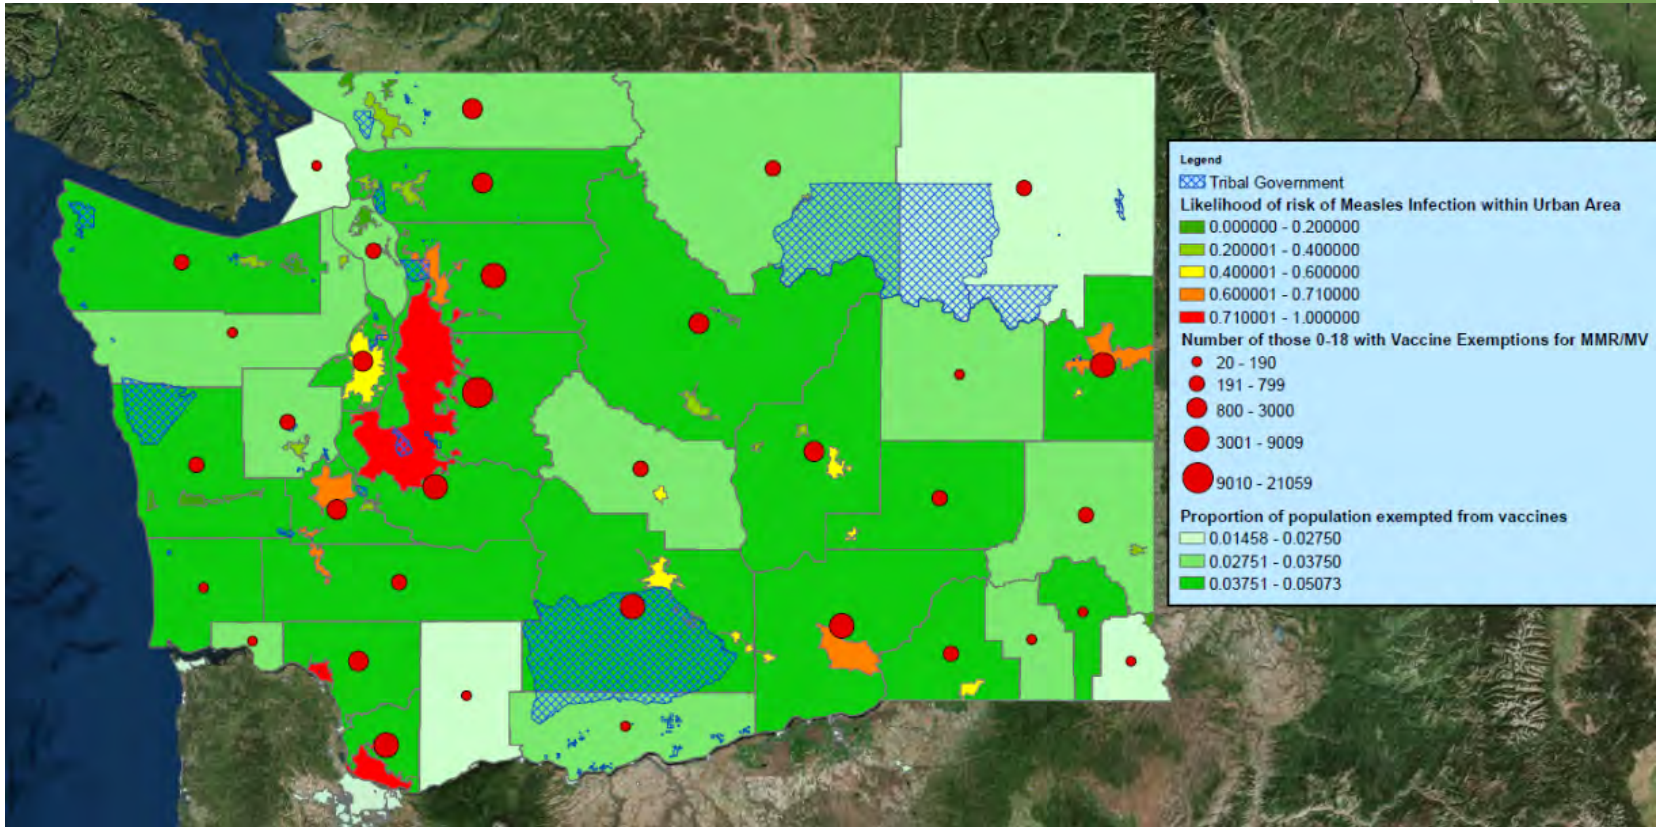 Legend
Tribal Government
Likelihood of risk of Measles Infection within Urban Area
0.000000 - 0.200000
0.200001 - 0.400000
0.400001 - 0.600000
0.600001 - 0.710000
0.710001 - 1.000000
Number of those 0-18 with Vaccine Exemptions for MMR/MV
20 - 190
191 - 799
800 - 3000
3001 - 9009
9010 - 21059
Proportion of population exempted from vaccines
0.01458 - 0.02750
0.02751 - 0.03750
0.03751 - 0.05073